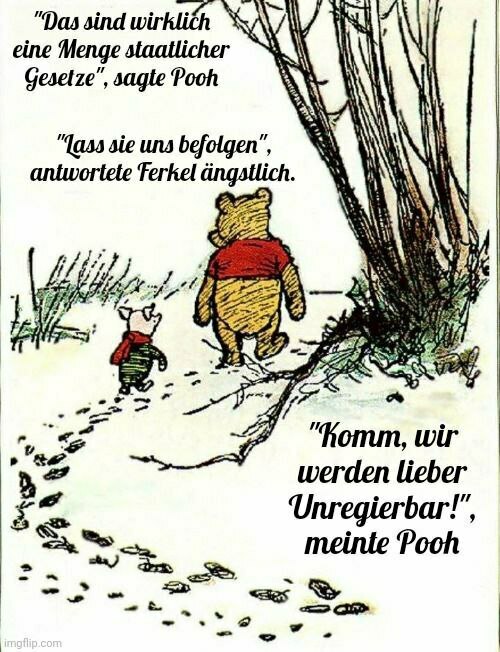 "Das sind wirklich
eine Menge staatlicher
Gesetze", sagte Pooh
"Lass sie uns befolgen",
antwortete Ferkel ängstlich.
"Komm, wir
werden lieber
Unregierbar!",
meinte Pooh
imgflip.com